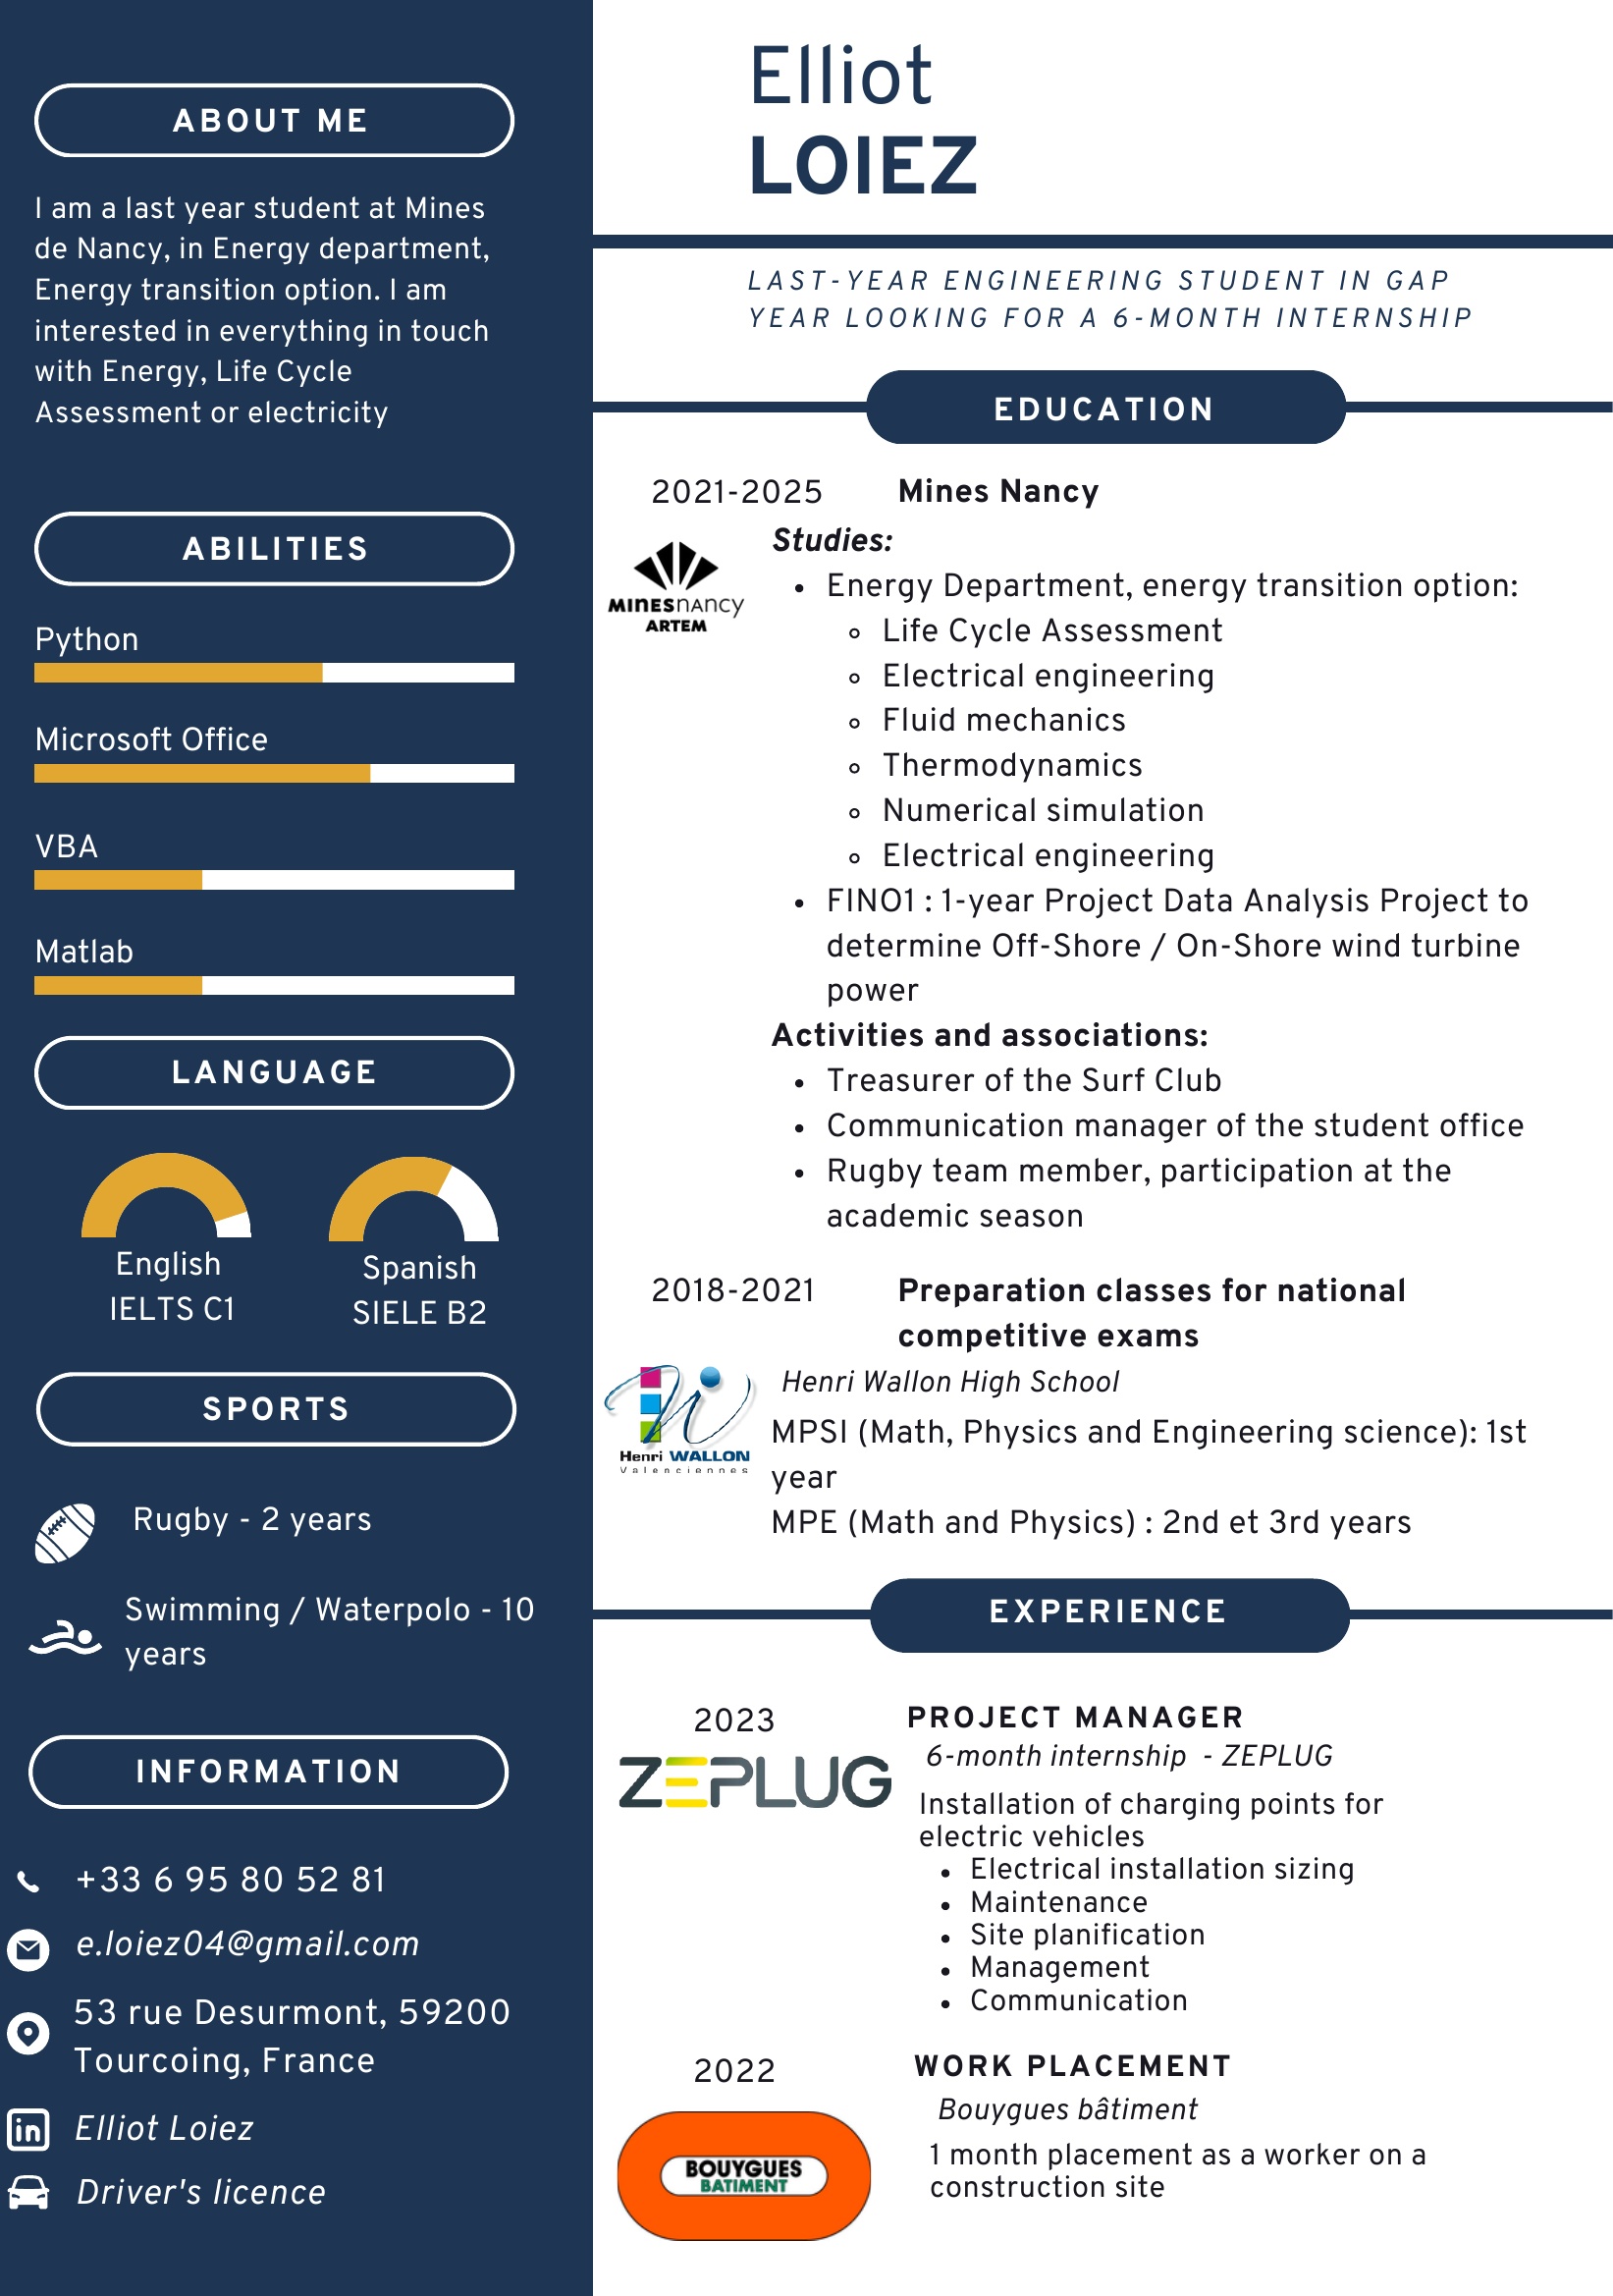 ABOUT ME
I am a last year student at Mines
de Nancy, in Energy department,
Energy transition option. I am
interested in everything in touch
with Energy, Life Cycle
Assessment or electricity
ABILITIES
Python
Microsoft Office
VBA
Matlab
LANGUAGE
English
IELTS C1
Spanish
SIELE B2
SPORTS
Rugby - 2 years
Swimming / Waterpolo - 10
years
INFORMATION
+33 6 95 80 52 81
e.loiez04@gmail.com
53 rue Desurmont, 59200
Tourcoing, France
in
Elliot Loiez
Driver's licence
Elliot
LOIEZ
LAST-YEAR ENGINEERING STUDENT IN GAP
YEAR LOOKING FOR A 6-MONTH INTERNSHIP
EDUCATION
2021-2025
Mines Nancy
MINESnancy
ARTEM
Studies:
• Energy Department, energy transition option:
◦ Life Cycle Assessment
◦ Electrical engineering
◦ Fluid mechanics
◦ Thermodynamics
◦ Numerical simulation
◦ Electrical engineering
• FINO1 : 1-year Project Data Analysis Project to
determine Off-Shore / On-Shore wind turbine
power
Activities and associations:
• Treasurer of the Surf Club
• Communication manager of the student office
• Rugby team member, participation at the
academic season
2018-2021
Preparation classes for national
competitive exams
Henri WALLON
Valenciennes
Henri Wallon High School
MPSI (Math, Physics and Engineering science): 1st
year
MPE (Math and Physics) : 2nd et 3rd years
EXPERIENCE
2023
ZEPLUG
PROJECT MANAGER
6-month internship - ZEPLUG
Installation of charging points for
electric vehicles
• Electrical installation sizing
• Maintenance
• Site planification
• Management
• Communication
2022
BOUYGUES
BATIMENT
WORK PLACEMENT
Bouygues bâtiment
1 month placement as a worker on a
construction site